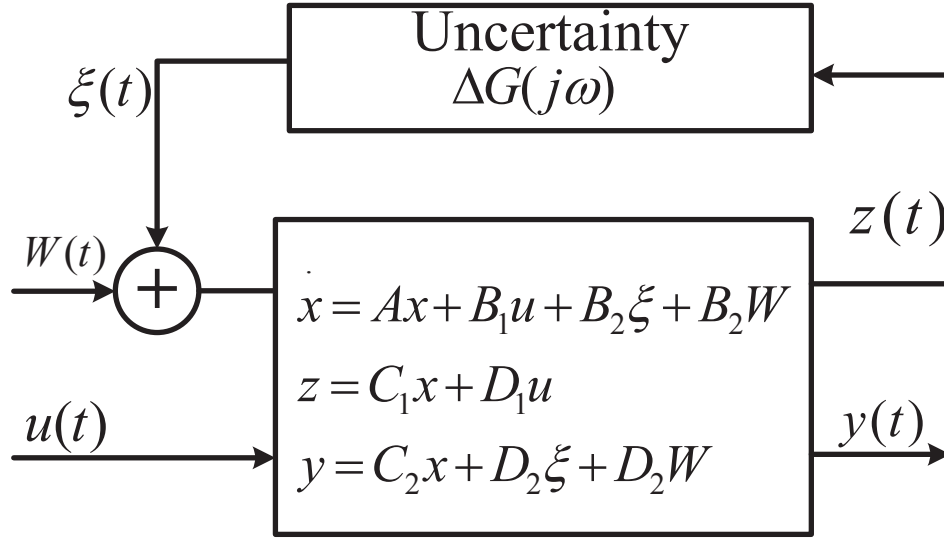 Uncertainty
ΔG(jω)
ξ(t)
z(t)
W(t)
+
ẋ = Ax + B₁u + B₂ξ + B₂W
z = C₁x + D₁u
u(t)
y(t)
y = C₂x + D₂ξ + D₂W